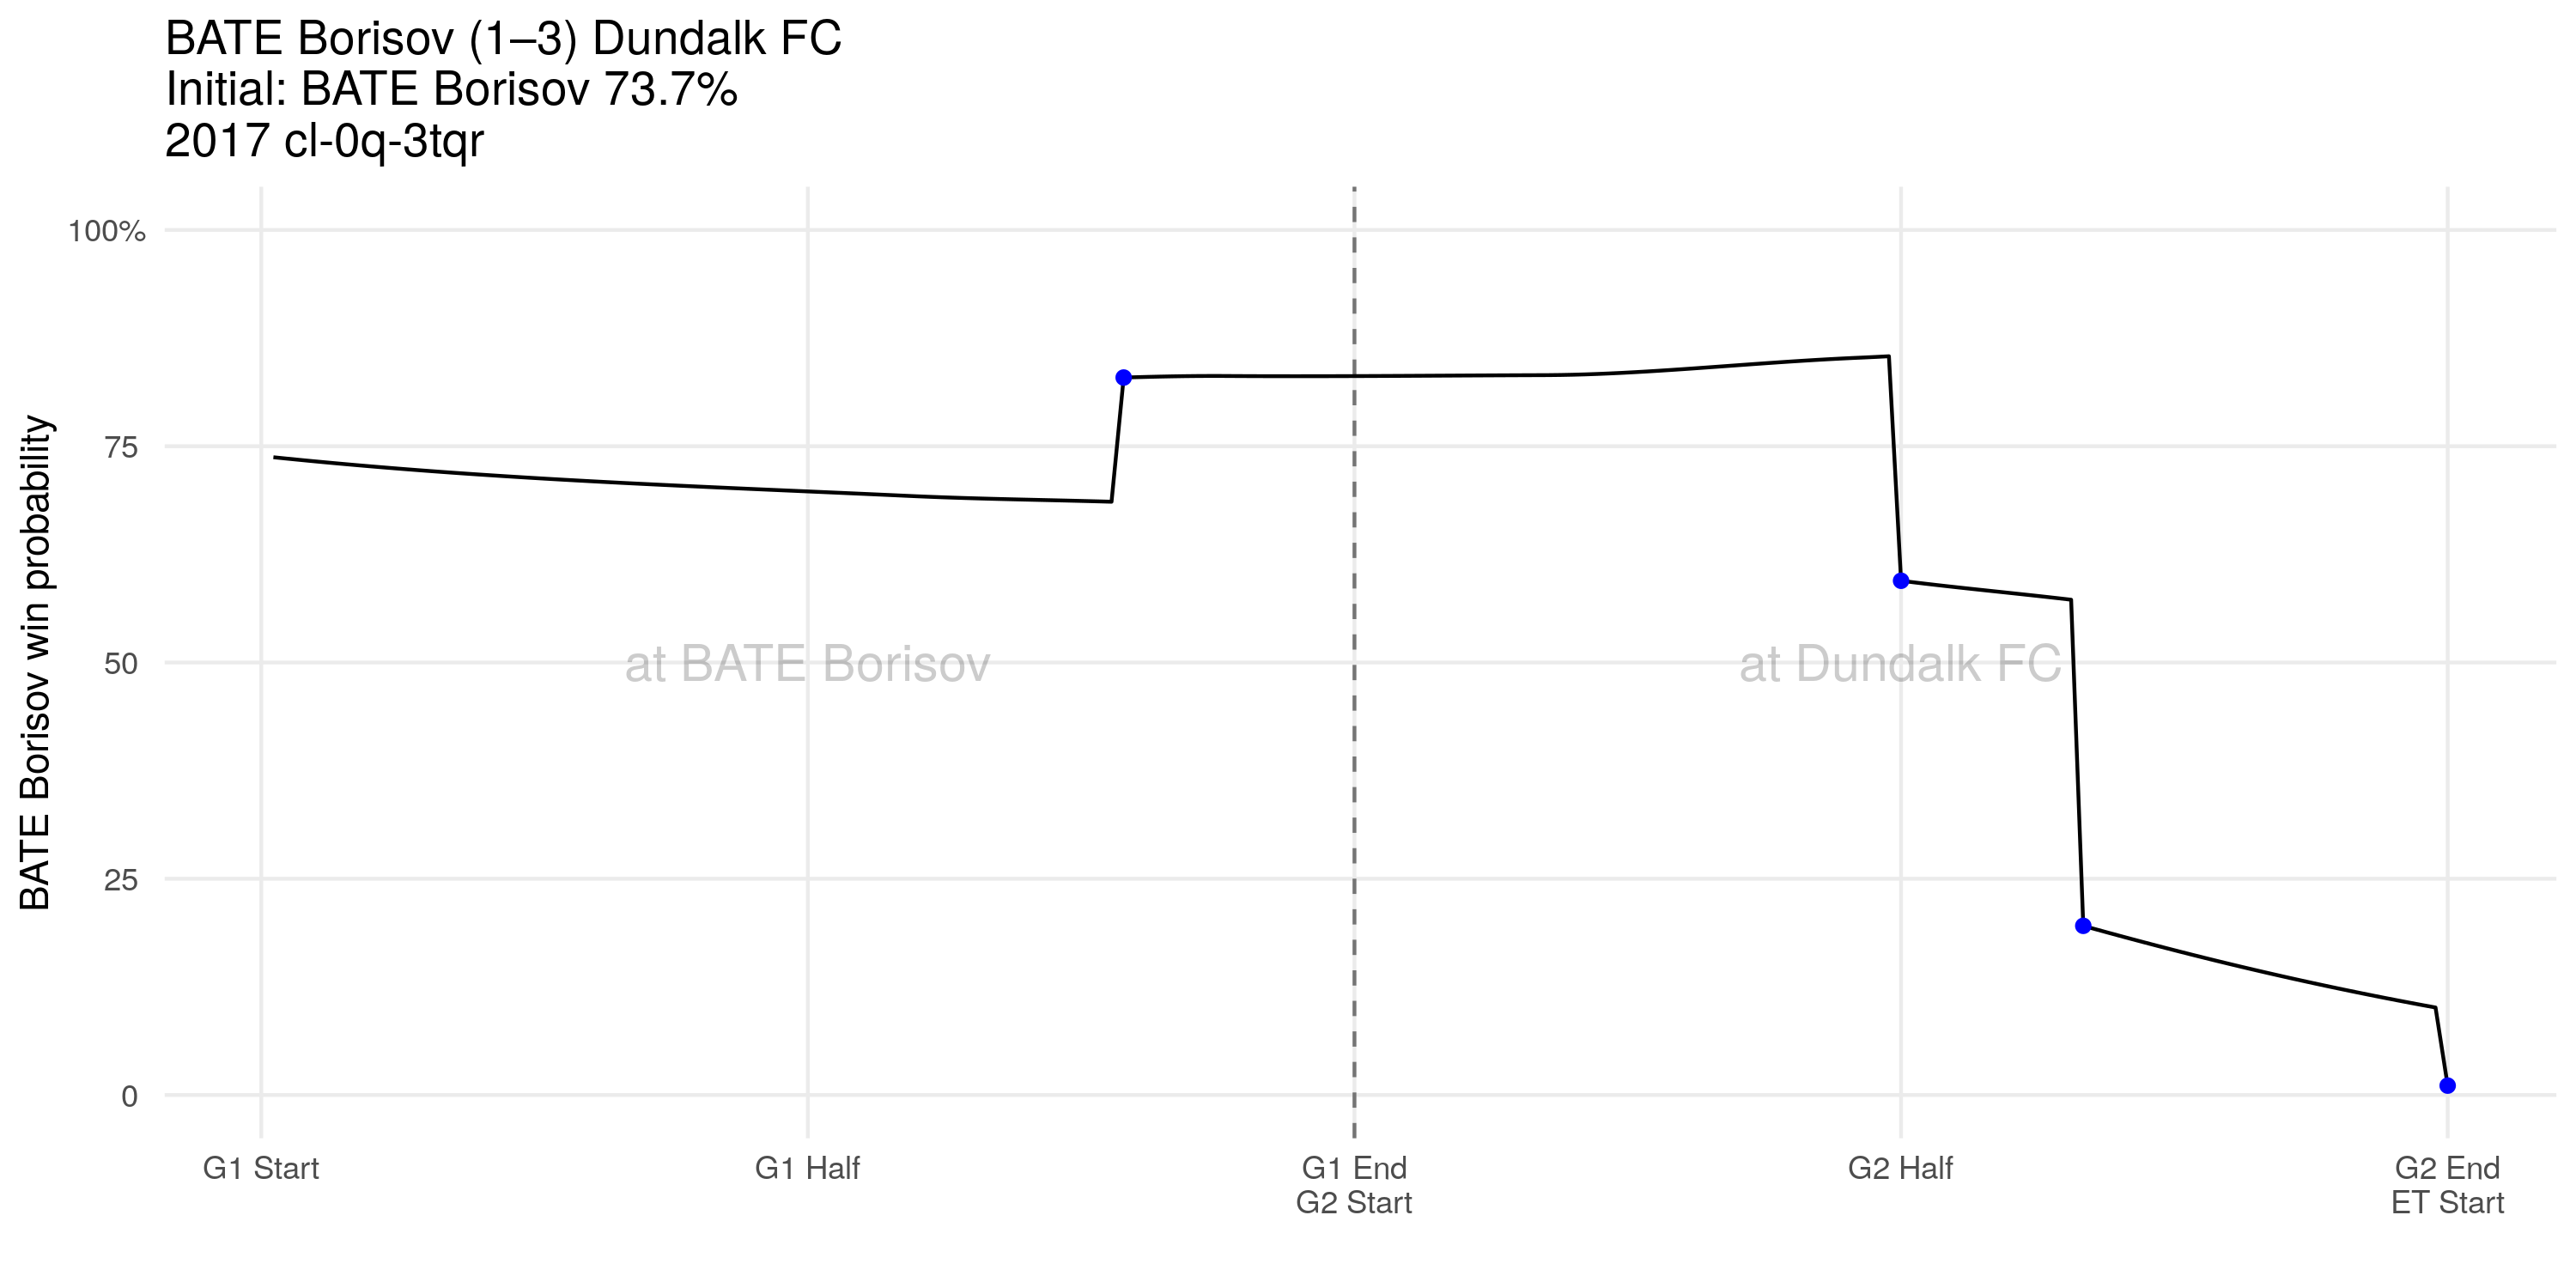 BATE Borisov (1–3) Dundalk FC
Initial: BATE Borisov 73.7%
2017 cl-0q-3tqr
BATE Borisov win probability
100%
75
50
25
0
at BATE Borisov
at Dundalk FC
G1 Start
G1 Half
G1 End
G2 Start
G2 Half
G2 End
ET Start